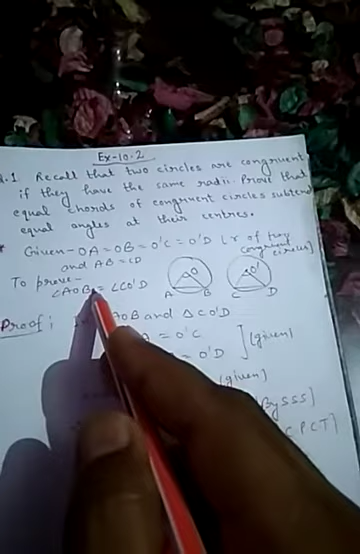 Ex-10.2
.1 Recall that two circles are congruent
if they have the same radii. Prove that
equal chords of congruent circles subtend
equal angles at their centres.
Given - OA = OB = O'C = O'D [r of two congruent circles]
and AB = CD
To prove -
∠AOB = ∠CO'D
O O'
A B C D
Proof:
AOB and Δ CO'D
= O'C
= O'D ] [given]
[given]
By SSS]
CPCT]